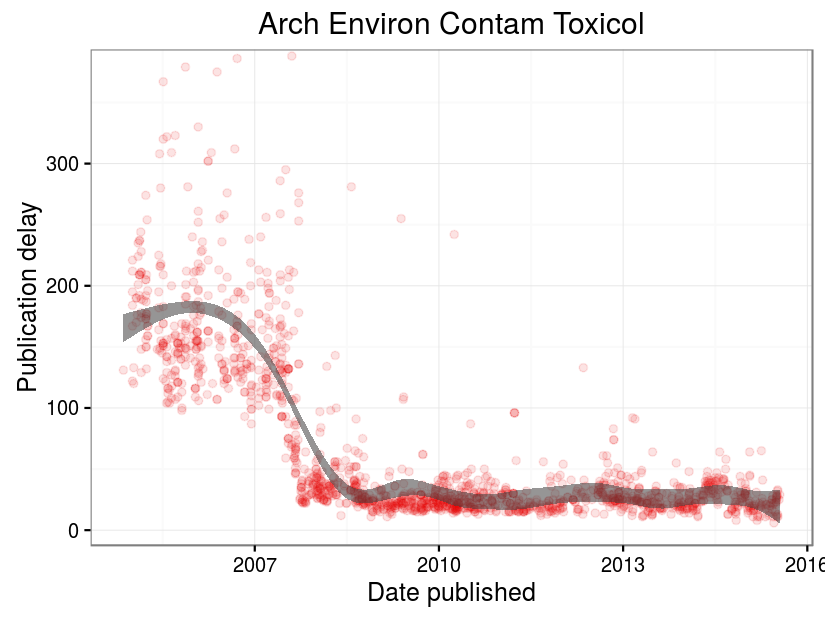 Arch Environ Contam Toxicol
Publication delay
300
200
100
0
2007 2010 2013 2016
Date published